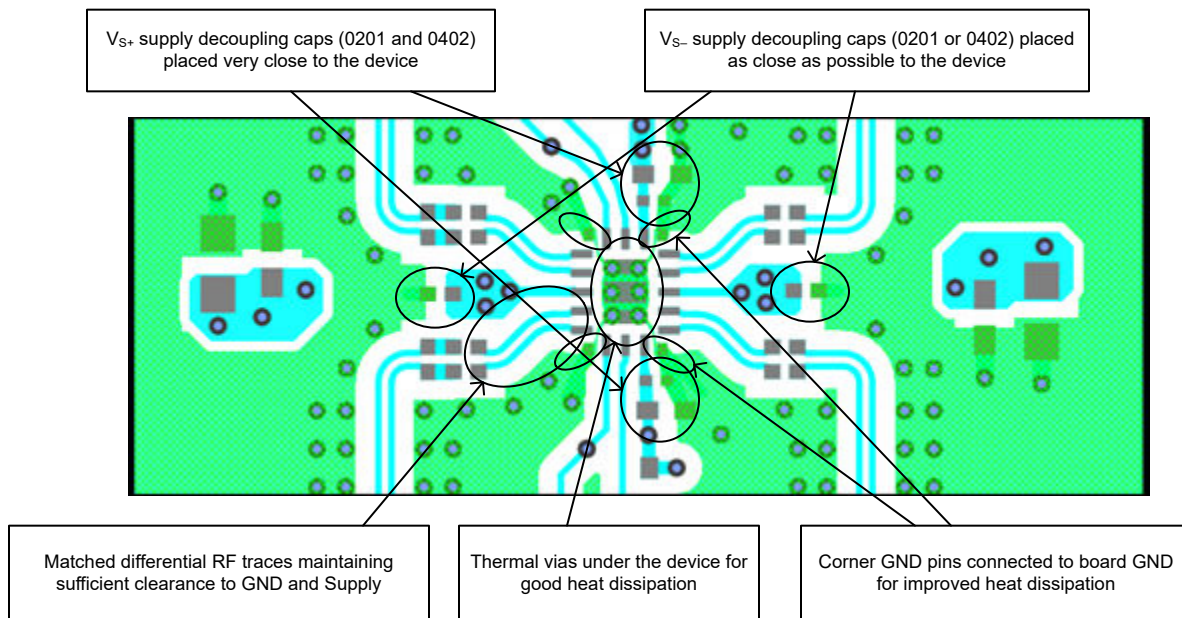 V_S+ supply decoupling caps (0201 and 0402)
placed very close to the device
V_S– supply decoupling caps (0201 or 0402) placed
as close as possible to the device
Matched differential RF traces maintaining
sufficient clearance to GND and Supply
Thermal vias under the device for
good heat dissipation
Corner GND pins connected to board GND
for improved heat dissipation